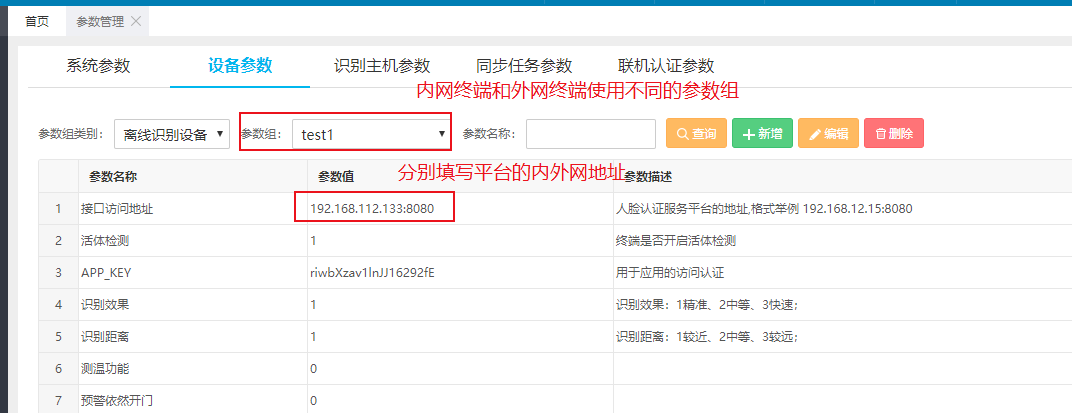 首页 参数管理
系统参数 设备参数 识别主机参数 同步任务参数 联机认证参数
内网终端和外网终端使用不同的参数组
参数组类别： 离线识别设备 参数组： test1 参数名称： 查询 新增 编辑 删除
分别填写平台的内外网地址
参数名称 参数值 参数描述
1 接口访问地址 192.168.112.133:8080 人脸认证服务平台的地址,格式举例 192.168.12.15:8080
2 活体检测 1 终端是否开启活体检测
3 APP_KEY riwbXzav1lnJJ16292fE 用于应用的访问认证
4 识别效果 1 识别效果：1精准、2中等、3快速；
5 识别距离 1 识别距离：1较近、2中等、3较远；
6 测温功能 0
7 预警依然开门 0